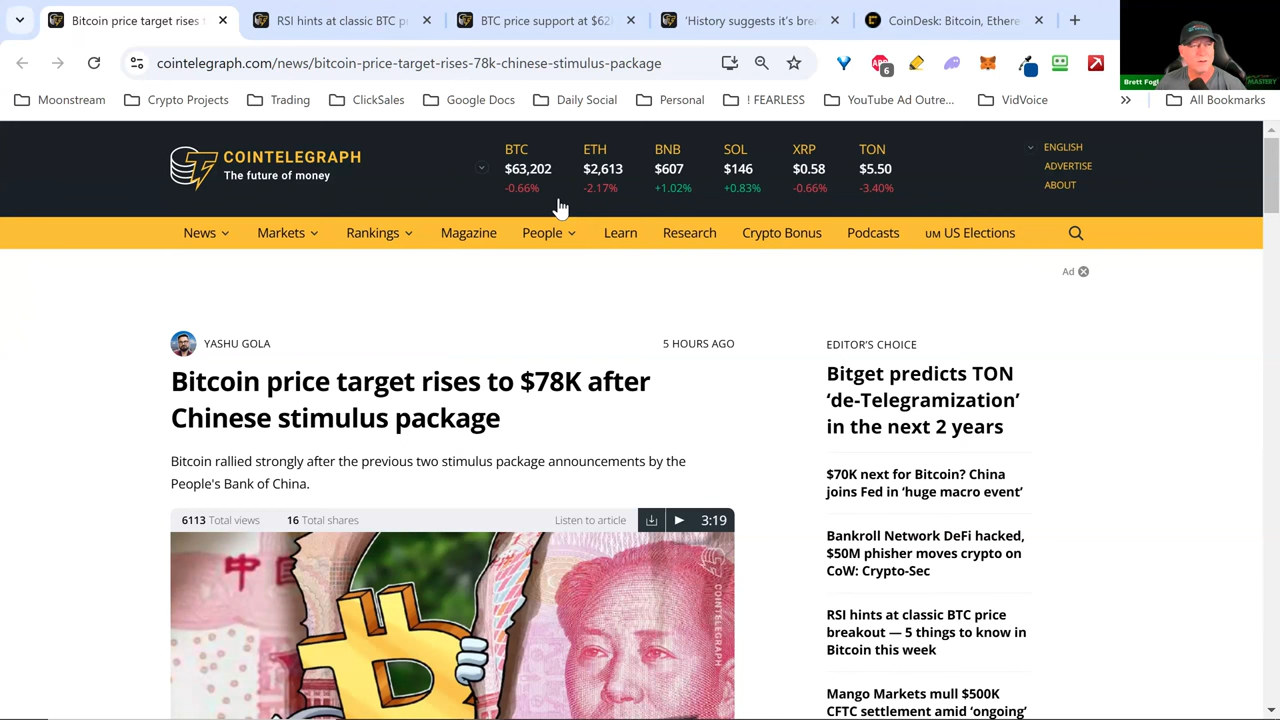 Bitcoin price target rises t
RSI hints at classic BTC pr
BTC price support at $62
‘History suggests it’s brea
CoinDesk: Bitcoin, Ethere
cointelegraph.com/news/bitcoin-price-target-rises-78k-chinese-stimulus-package
6
Brett Fogl
MASTERY
Moonstream
Crypto Projects
Trading
ClickSales
Google Docs
Daily Social
Personal
! FEARLESS
YouTube Ad Outre...
VidVoice
All Bookmarks
COINTELEGRAPH
The future of money
BTC ETH BNB SOL XRP TON
$63,202 $2,613 $607 $146 $0.58 $5.50
-0.66% -2.17% +1.02% +0.83% -0.66% -3.40%
ENGLISH
ADVERTISE
ABOUT
News Markets Rankings Magazine People Learn Research Crypto Bonus Podcasts US Elections
Ad
YASHU GOLA
5 HOURS AGO
Bitcoin price target rises to $78K after
Chinese stimulus package
Bitcoin rallied strongly after the previous two stimulus package announcements by the
People's Bank of China.
6113 Total views 16 Total shares Listen to article 3:19
中
COINTELEGRAPH
EDITOR'S CHOICE
Bitget predicts TON
‘de-Telegramization’
in the next 2 years
$70K next for Bitcoin? China
joins Fed in ‘huge macro event’
Bankroll Network DeFi hacked,
$50M phisher moves crypto on
CoW: Crypto-Sec
RSI hints at classic BTC price
breakout — 5 things to know in
Bitcoin this week
Mango Markets mull $500K
CFTC settlement amid ‘ongoing’